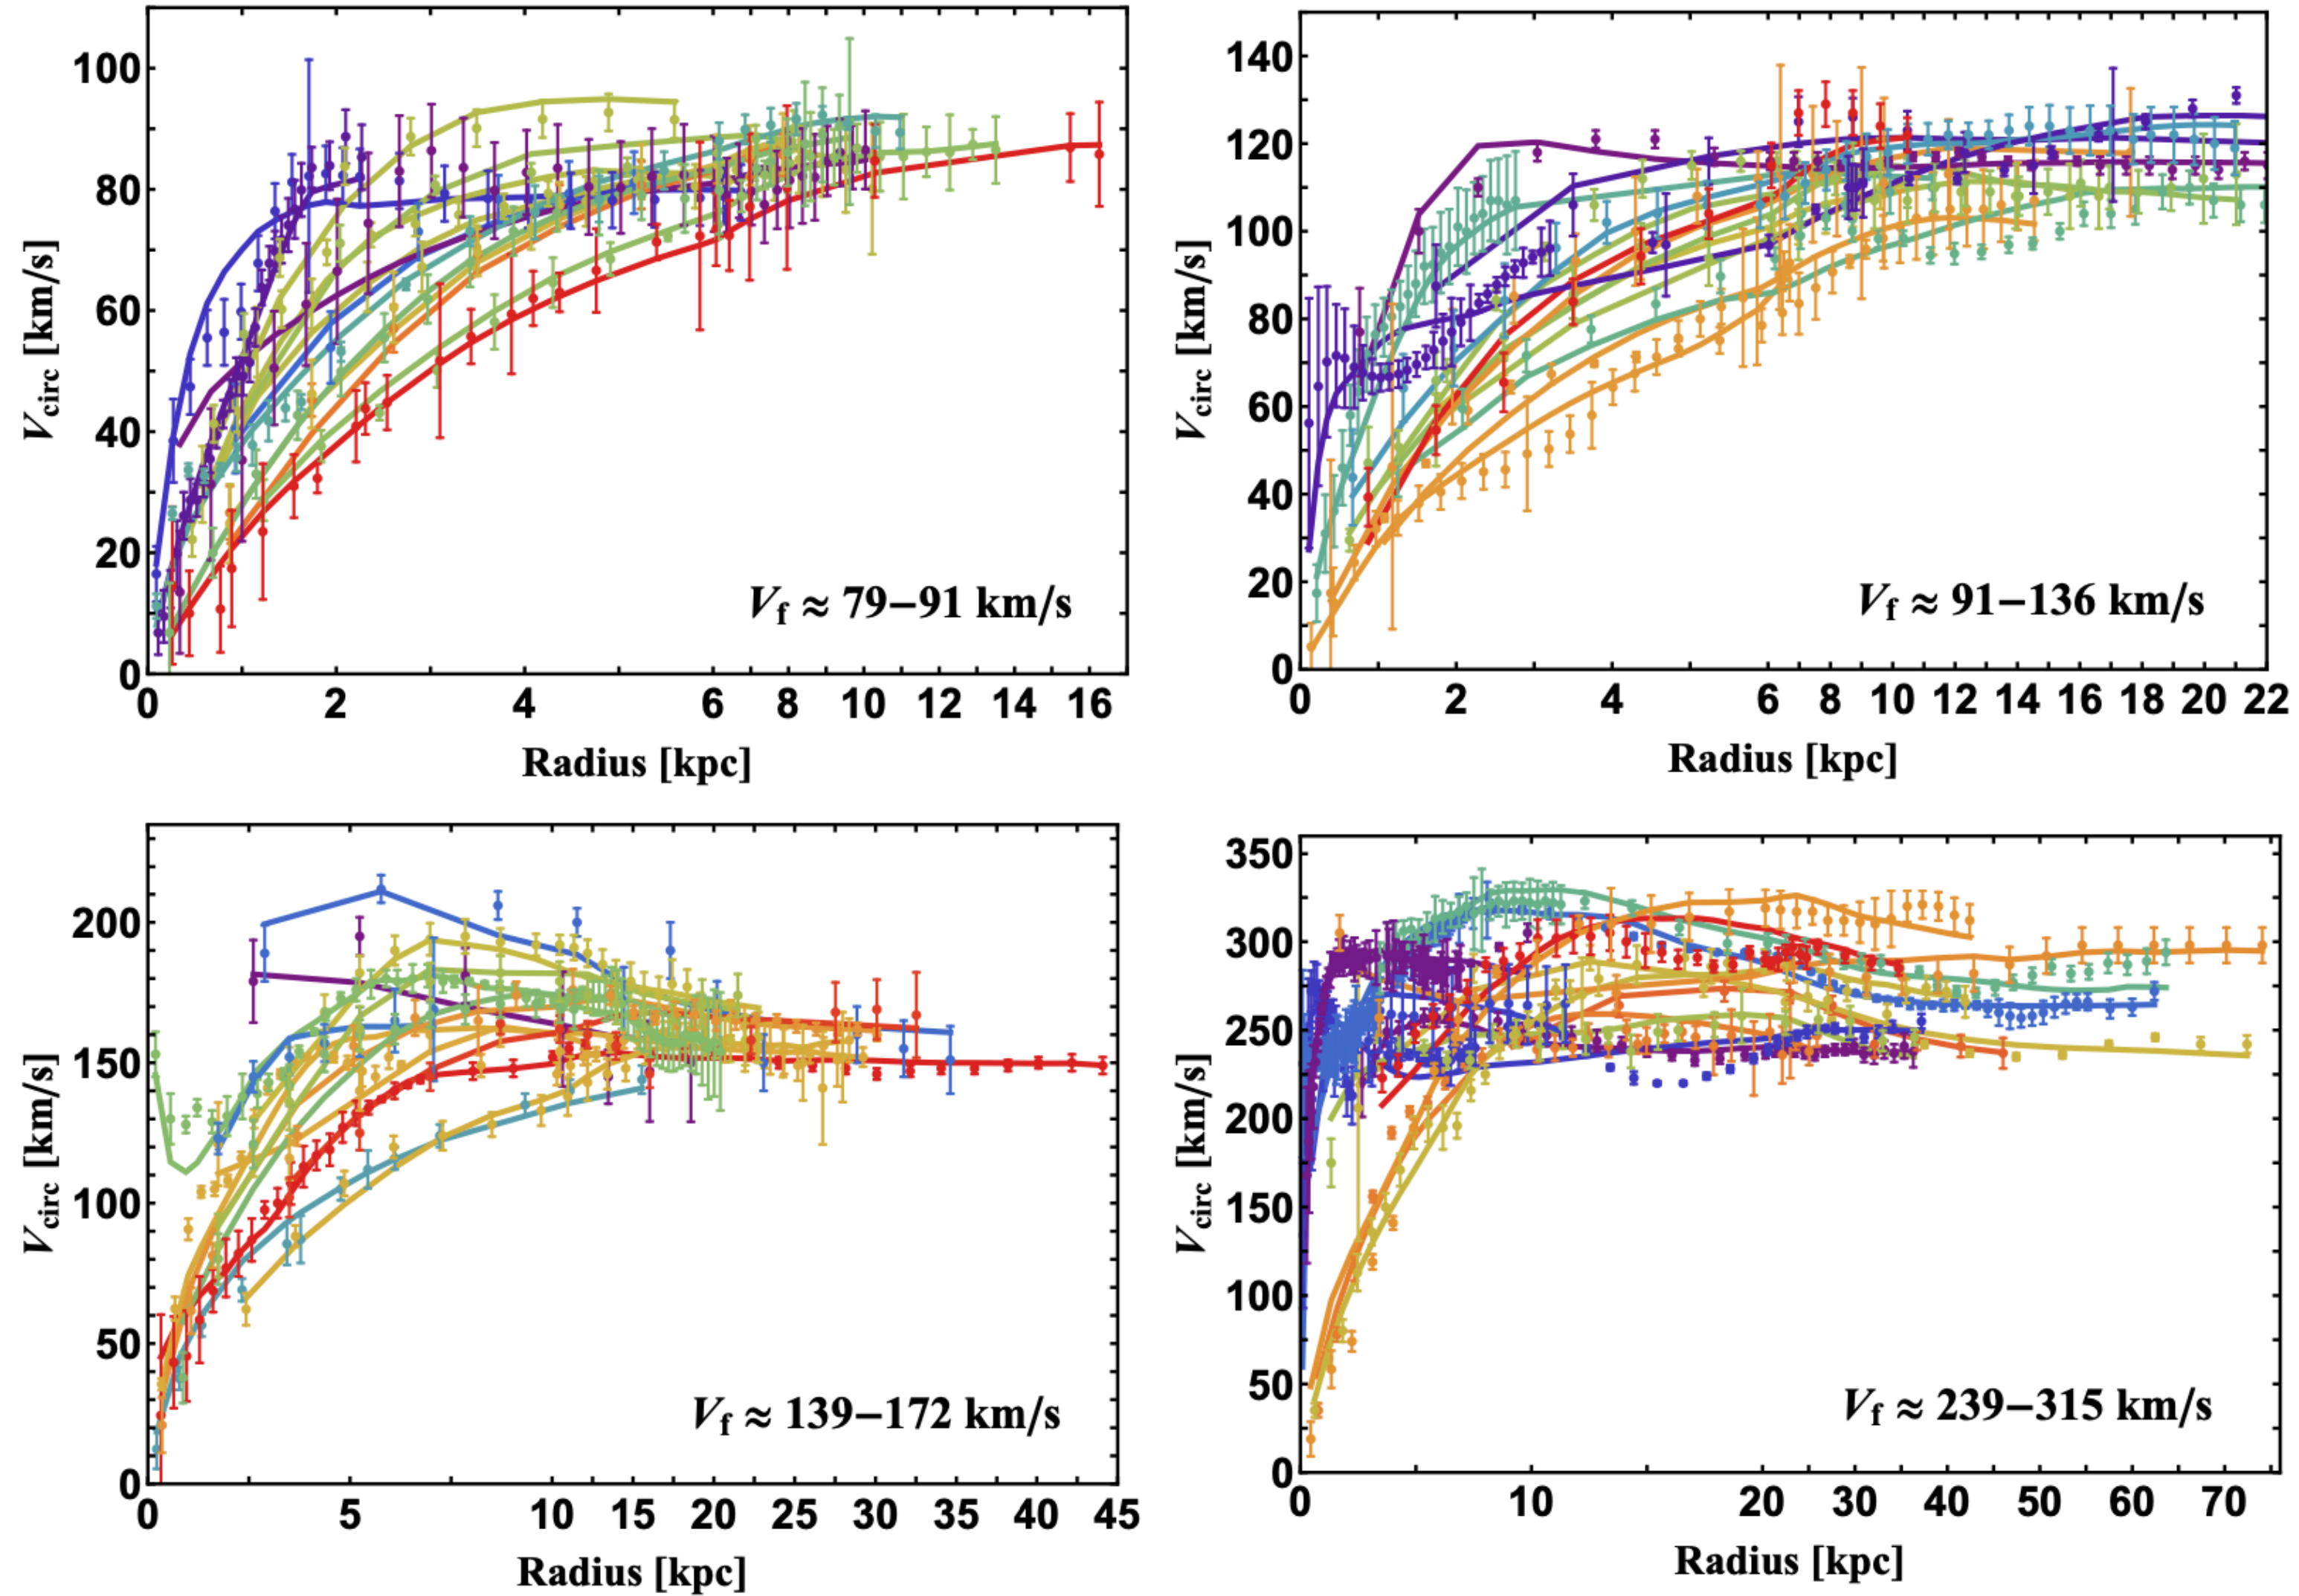 100
80
60
40
20
0
V_circ [km/s]
V_f ≈ 79–91 km/s
0 2 4 6 8 10 12 14 16
Radius [kpc]
140
120
100
80
60
40
20
0
V_circ [km/s]
V_f ≈ 91–136 km/s
0 2 4 6 8 10 12 14 16 18 20 22
Radius [kpc]
200
150
100
50
0
V_circ [km/s]
V_f ≈ 139–172 km/s
0 5 10 15 20 25 30 35 40 45
Radius [kpc]
350
300
250
200
150
100
50
0
V_circ [km/s]
V_f ≈ 239–315 km/s
0 10 20 30 40 50 60 70
Radius [kpc]